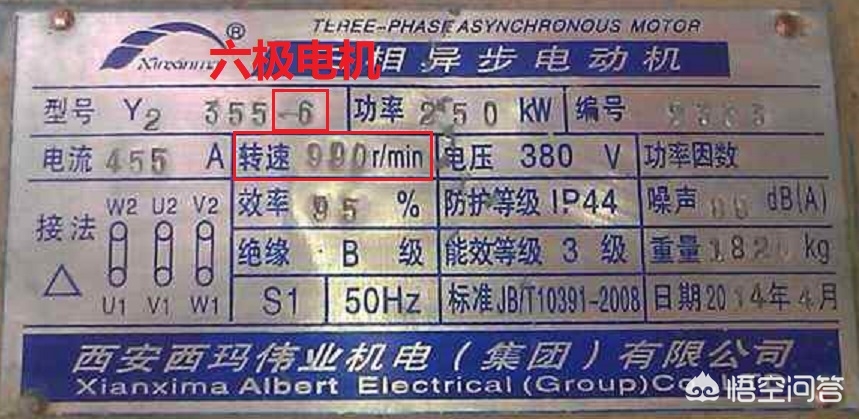 TEREE-PHASE ASYNCHRONOUS MOTOR
®
Xinxima
六极电机
相异步电动机
型号 Y2 355-6 功率 250 kW 编号
电流 455 A 转速 990 r/min 电压 380 V 功率因数
接法 W2 U2 V2 U1 V1 W1 △ 效率 95 % 防护等级 IP44 噪声 dB(A)
绝缘 B 级 能效等级 3 级 重量 kg
S1 50Hz 标准 JB/T10391-2008 日期 2014年4月
西安西玛伟业机电(集团)有限公司
Xianxima Albert Electrical (Group) Co
悟空问答